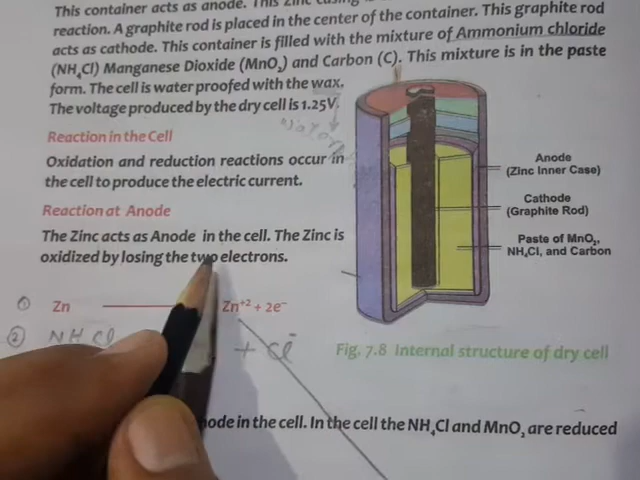 This container acts as anode. This Zinc casing is
reaction. A graphite rod is placed in the center of the container. This graphite rod
acts as cathode. This container is filled with the mixture of Ammonium chloride
(NH₄Cl) Manganese Dioxide (MnO₂) and Carbon (C). This mixture is in the paste
form. The cell is water proofed with the wax.
The voltage produced by the dry cell is 1.25V.
Reaction in the Cell
Oxidation and reduction reactions occur in
the cell to produce the electric current.
Reaction at Anode
The Zinc acts as Anode in the cell. The Zinc is
oxidized by losing the two electrons.
① Zn Zn⁺² + 2e⁻
② NH Cl + Cl⁻
Anode
(Zinc Inner Case)
Cathode
(Graphite Rod)
Paste of MnO₂,
NH₄Cl, and Carbon
Fig. 7.8 Internal structure of dry cell
in the cell. In the cell the NH₄Cl and MnO₂ are reduced